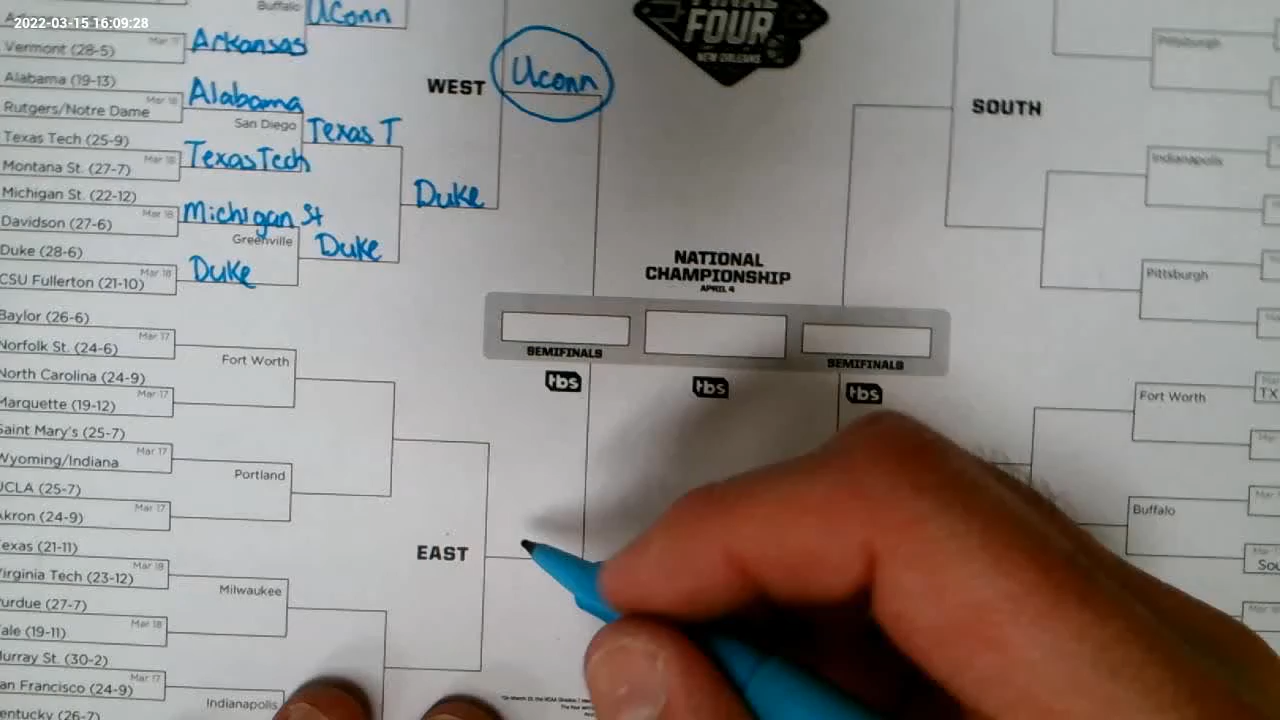 2022-03-15 16:09:28
Buffalo
UConn
Mar 17
Vermont (28-5)
Arkansas
Alabama (19-13)
Mar 18
Alabama
Rutgers/Notre Dame
San Diego
Texas T
Texas Tech (25-9)
Mar 18
Texas Tech
Montana St. (27-7)
Michigan St. (22-12)
Mar 18
Michigan St
Davidson (27-6)
Greenville
Duke
Duke (28-6)
Mar 18
Duke
CSU Fullerton (21-10)
Duke
WEST
Uconn
FINAL
FOUR
NEW ORLEANS
SOUTH
Pittsburgh
Indianapolis
Pittsburgh
NATIONAL
CHAMPIONSHIP
APRIL 4
SEMIFINALS
SEMIFINALS
tbs
tbs
tbs
Baylor (26-6)
Mar 17
Norfolk St. (24-6)
Fort Worth
North Carolina (24-9)
Mar 17
Marquette (19-12)
Saint Mary's (25-7)
Mar 17
Wyoming/Indiana
Portland
UCLA (25-7)
Mar 17
Akron (24-9)
EAST
Texas (21-11)
Mar 18
Virginia Tech (23-12)
Milwaukee
Purdue (27-7)
Mar 18
Yale (19-11)
Murray St. (30-2)
Mar 17
San Francisco (24-9)
Indianapolis
Kentucky (26-7)
Fort Worth
TX
Buffalo
Sou